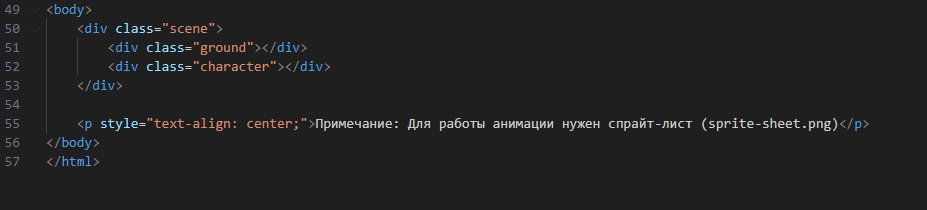 49 <body>
50 <div class="scene">
51 <div class="ground"></div>
52 <div class="character"></div>
53 </div>
54
55 <p style="text-align: center;">Примечание: Для работы анимации нужен спрайт-лист (sprite-sheet.png)</p>
56 </body>
57 </html>